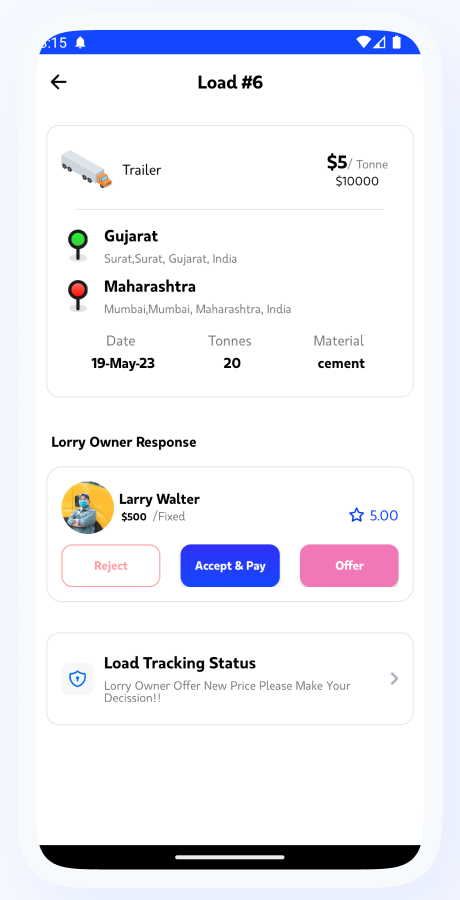 :15
Load #6
Trailer
$5/ Tonne
$10000
Gujarat
Surat,Surat, Gujarat, India
Maharashtra
Mumbai,Mumbai, Maharashtra, India
Date Tonnes Material
19-May-23 20 cement
Lorry Owner Response
Larry Walter
$500 /Fixed
5.00
Reject Accept & Pay Offer
Load Tracking Status
Lorry Owner Offer New Price Please Make Your
Decission!!